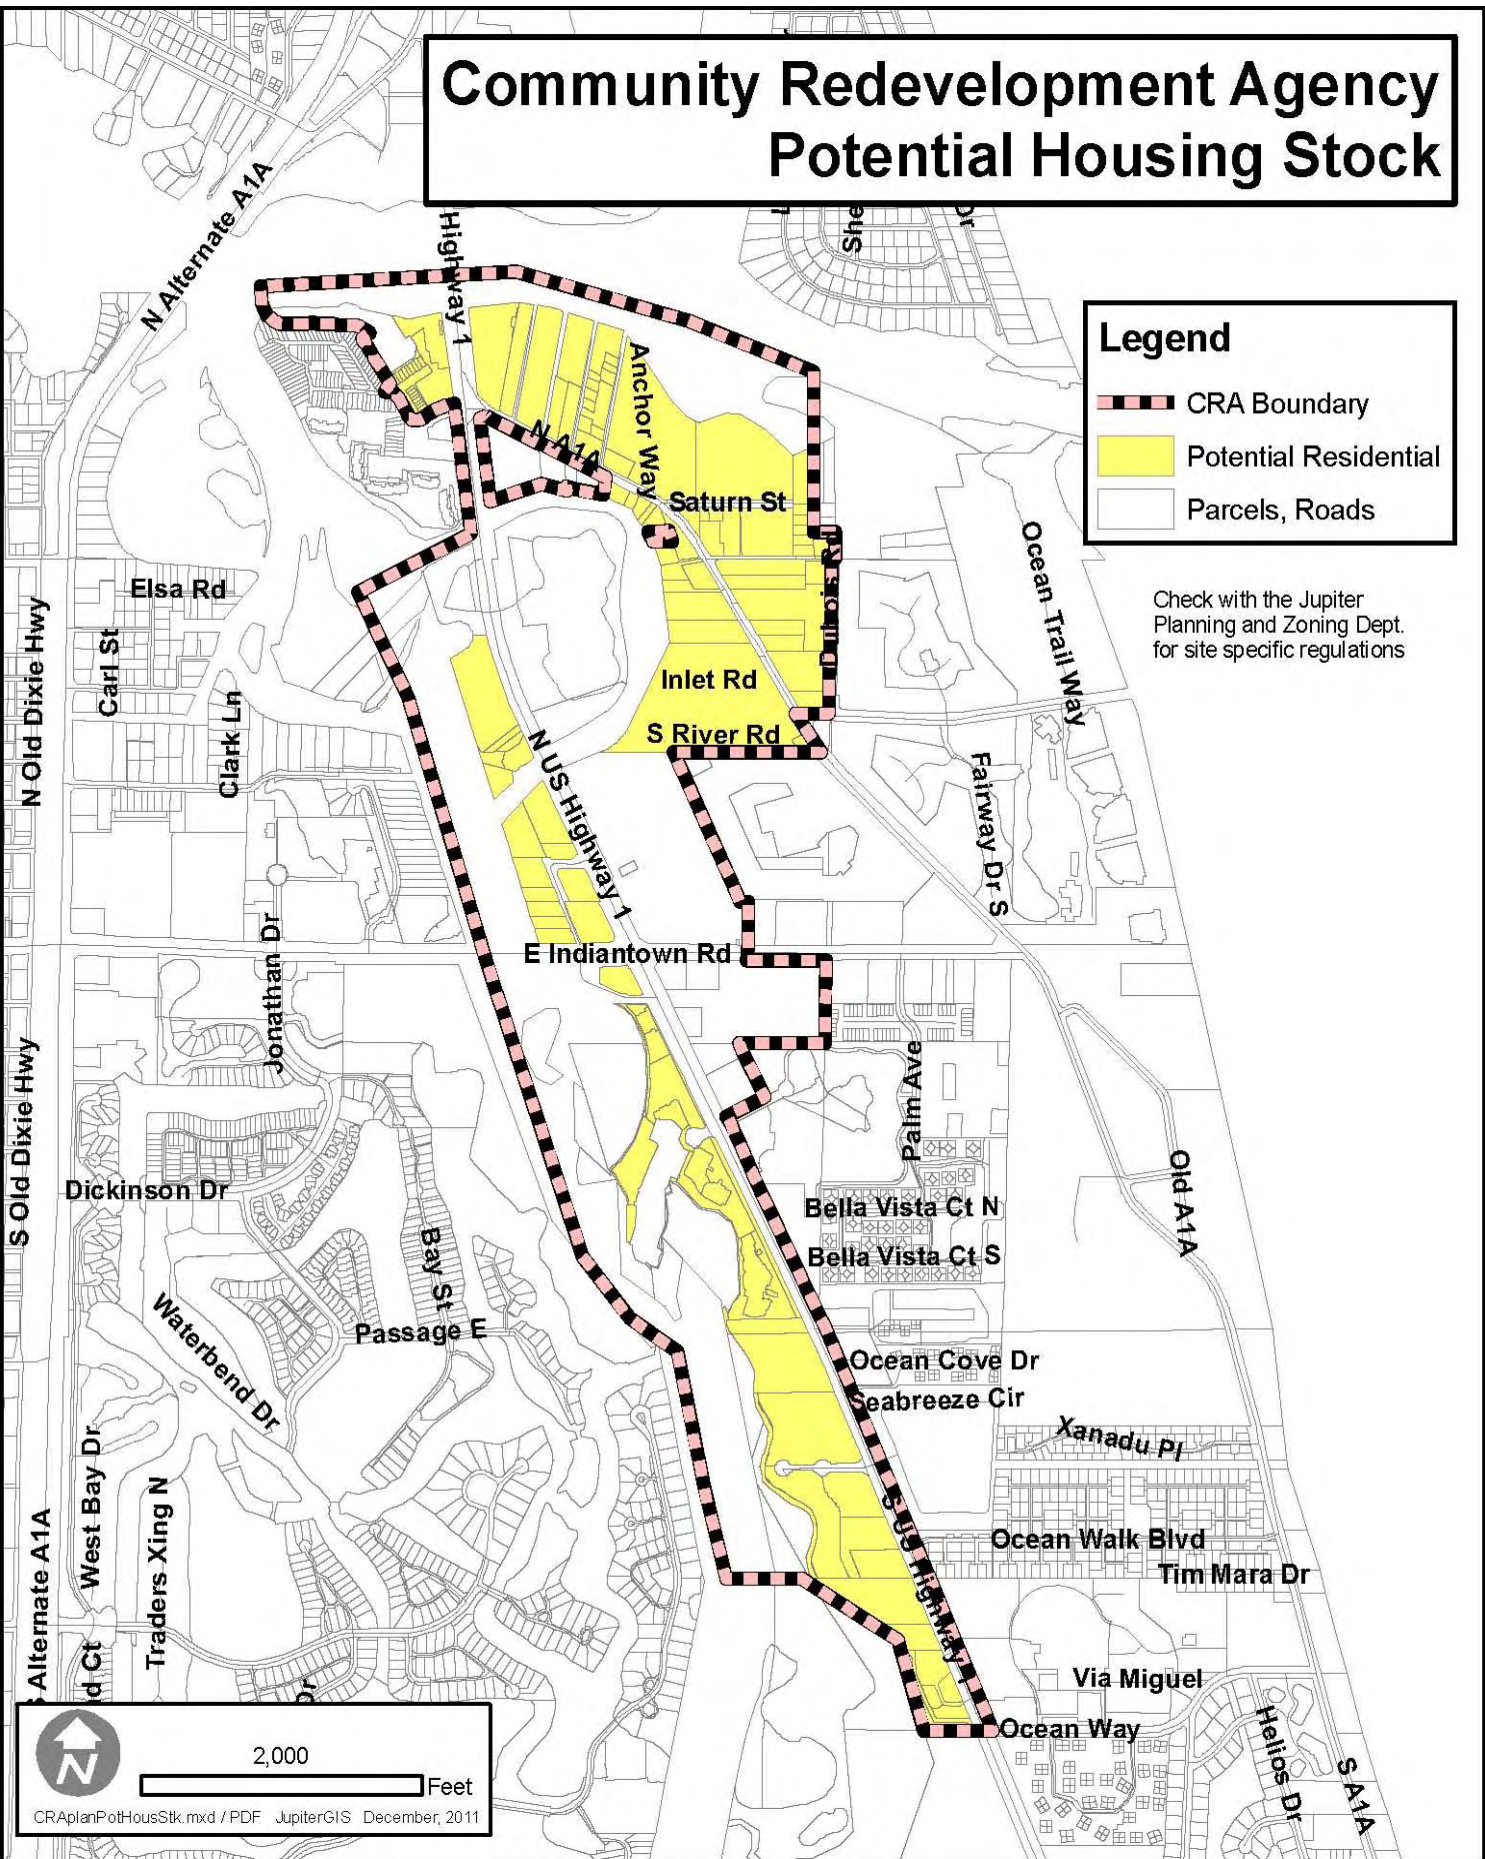 Community Redevelopment Agency
Potential Housing Stock
N Alternate A1A
Highway 1
She
Dr
Legend
CRA Boundary
Potential Residential
Parcels, Roads
Check with the Jupiter
Planning and Zoning Dept.
for site specific regulations
Anchor Way
N A1A
Saturn St
Dubois Rd
Ocean Trail Way
Elsa Rd
Carl St
N Old Dixie Hwy
Clark Ln
Inlet Rd
S River Rd
N US Highway 1
Fairway Dr S
E Indiantown Rd
Jonathan Dr
S Old Dixie Hwy
Palm Ave
Old A1A
Dickinson Dr
Bella Vista Ct N
Bella Vista Ct S
Bay St
Waterbend Dr
Passage E
Ocean Cove Dr
Seabreeze Cir
Xanadu Pl
West Bay Dr
Traders Xing N
S US Highway 1
Ocean Walk Blvd
Tim Mara Dr
S Alternate A1A
nd Ct
Dr
Via Miguel
Ocean Way
Helios Dr
S A1A
N
2,000
Feet
CRAplanPotHousStk.mxd / PDF JupiterGIS December, 2011